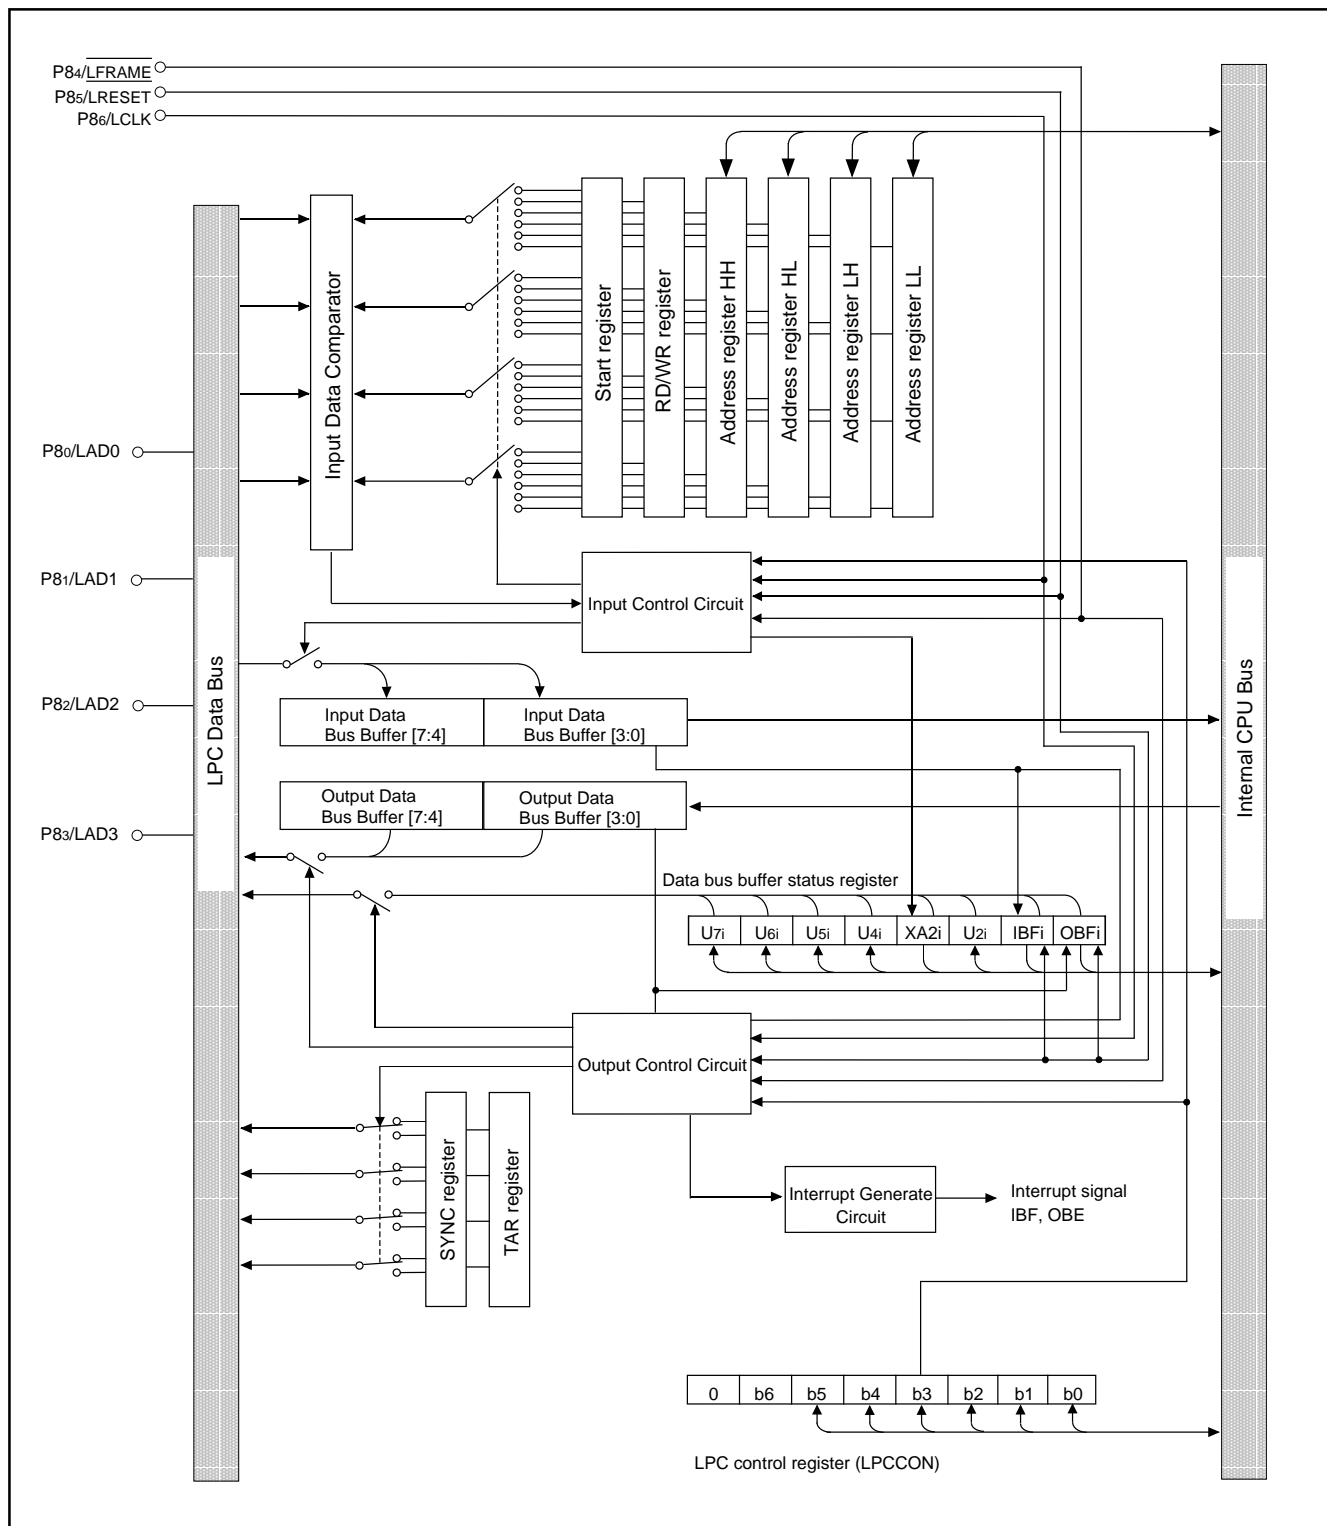 P84/LFRAME
P85/LRESET
P86/LCLK
Input Data Comparator
Start register
RD/WR register
Address register HH
Address register HL
Address register LH
Address register LL
P80/LAD0
P81/LAD1
P82/LAD2
P83/LAD3
LPC Data Bus
Internal CPU Bus
Input Control Circuit
Input Data
Bus Buffer [7:4]
Input Data
Bus Buffer [3:0]
Output Data
Bus Buffer [7:4]
Output Data
Bus Buffer [3:0]
Data bus buffer status register
U7i U6i U5i U4i XA2i U2i IBFi OBFi
Output Control Circuit
SYNC register
TAR register
Interrupt Generate
Circuit
Interrupt signal
IBF, OBE
0 b6 b5 b4 b3 b2 b1 b0
LPC control register (LPCCON)